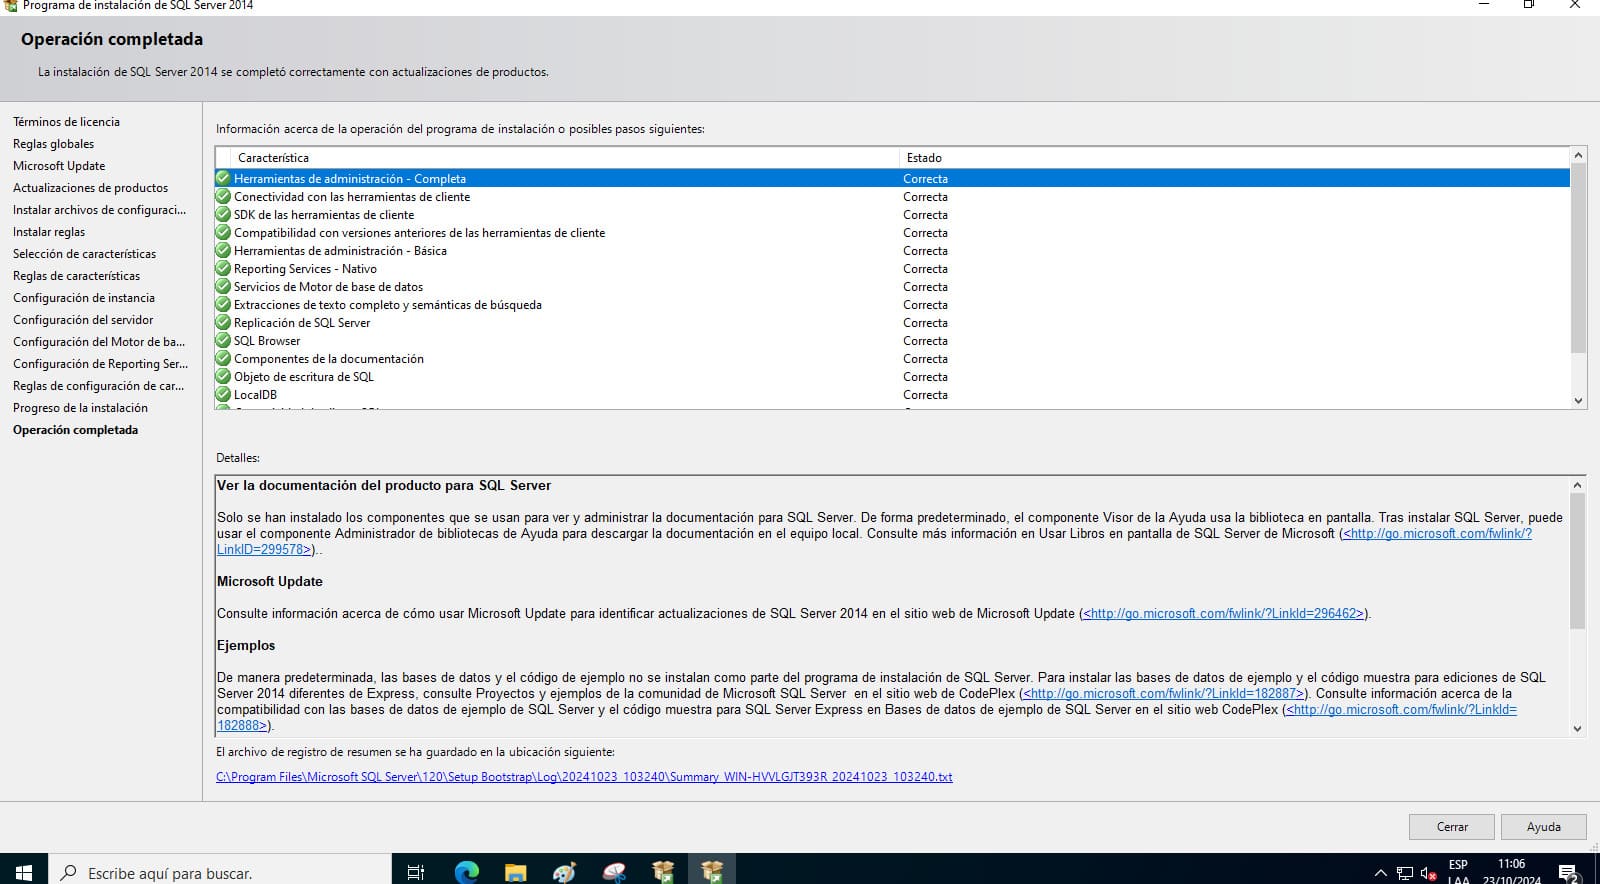 Programa de instalación de SQL Server 2014
Operación completada
La instalación de SQL Server 2014 se completó correctamente con actualizaciones de productos.
Términos de licencia
Reglas globales
Microsoft Update
Actualizaciones de productos
Instalar archivos de configuraci...
Instalar reglas
Selección de características
Reglas de características
Configuración de instancia
Configuración del servidor
Configuración del Motor de ba...
Configuración de Reporting Ser...
Reglas de configuración de car...
Progreso de la instalación
Operación completada
Información acerca de la operación del programa de instalación o posibles pasos siguientes:
Característica Estado
Herramientas de administración - Completa Correcta
Conectividad con las herramientas de cliente Correcta
SDK de las herramientas de cliente Correcta
Compatibilidad con versiones anteriores de las herramientas de cliente Correcta
Herramientas de administración - Básica Correcta
Reporting Services - Nativo Correcta
Servicios de Motor de base de datos Correcta
Extracciones de texto completo y semánticas de búsqueda Correcta
Replicación de SQL Server Correcta
SQL Browser Correcta
Componentes de la documentación Correcta
Objeto de escritura de SQL Correcta
LocalDB Correcta
Detalles:
Ver la documentación del producto para SQL Server
Solo se han instalado los componentes que se usan para ver y administrar la documentación para SQL Server. De forma predeterminada, el componente Visor de la Ayuda usa la biblioteca en pantalla. Tras instalar SQL Server, puede
usar el componente Administrador de bibliotecas de Ayuda para descargar la documentación en el equipo local. Consulte más información en Usar Libros en pantalla de SQL Server de Microsoft (<http://go.microsoft.com/fwlink/?
LinkID=299578>)..
Microsoft Update
Consulte información acerca de cómo usar Microsoft Update para identificar actualizaciones de SQL Server 2014 en el sitio web de Microsoft Update (<http://go.microsoft.com/fwlink/?LinkId=296462>).
Ejemplos
De manera predeterminada, las bases de datos y el código de ejemplo no se instalan como parte del programa de instalación de SQL Server. Para instalar las bases de datos de ejemplo y el código muestra para ediciones de SQL
Server 2014 diferentes de Express, consulte Proyectos y ejemplos de la comunidad de Microsoft SQL Server  en el sitio web de CodePlex (<http://go.microsoft.com/fwlink/?LinkId=182887>). Consulte información acerca de la
compatibilidad con las bases de datos de ejemplo de SQL Server y el código muestra para SQL Server Express en Bases de datos de ejemplo de SQL Server en el sitio web CodePlex (<http://go.microsoft.com/fwlink/?LinkId=
182888>).
El archivo de registro de resumen se ha guardado en la ubicación siguiente:
C:\Program Files\Microsoft SQL Server\120\Setup Bootstrap\Log\20241023_103240\Summary_WIN-HVVLGJT393R_20241023_103240.txt
Cerrar Ayuda
Escribe aquí para buscar.
ESP 11:06
LAA 23/10/2024
2